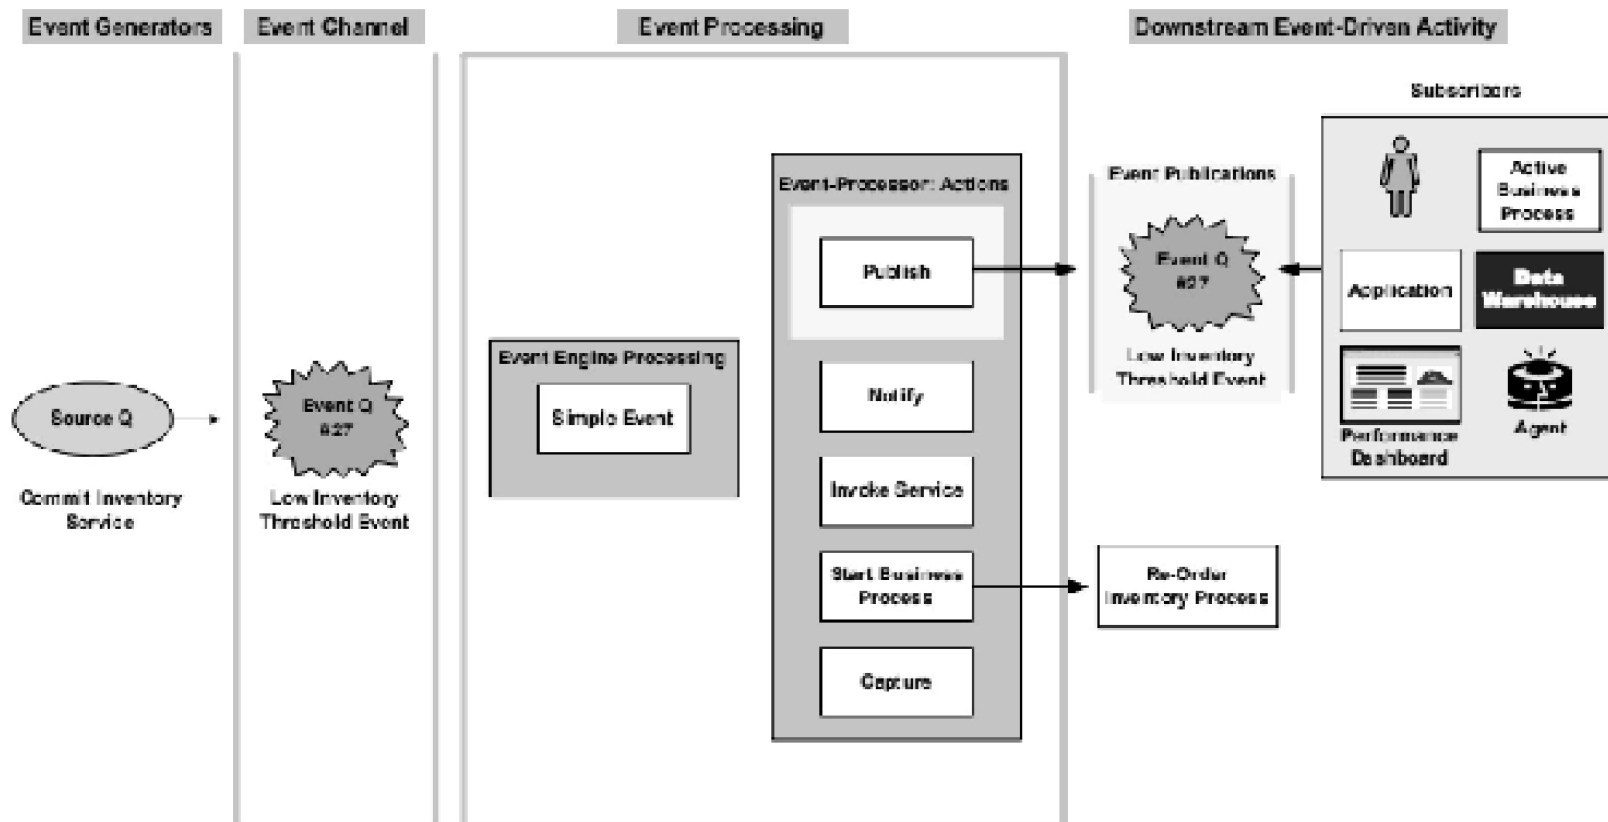 Event Generators
Event Channel
Event Processing
Downstream Event-Driven Activity
Subscribers
Event-Processor: Actions
Event Publications
Active
Business
Process
Publish
Event Q
#27
Application
Data
Warehouse
Event Engine Processing
Low Inventory
Threshold Event
Simple Event
Notify
Source Q
Event Q
#27
Performance
Dashboard
Agent
Commit Inventory
Service
Low Inventory
Threshold Event
Invoke Service
Start Business
Process
Re-Order
Inventory Process
Capture